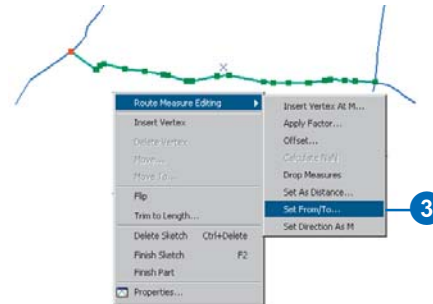 Route Measure Editing
Insert Vertex
Delete Vertex
Move...
Move To...
Flip
Trim to Length...
Delete Sketch Ctrl+Delete
Finish Sketch F2
Finish Part
Properties...
Insert Vertex At M...
Apply Factor...
Offset...
Calculate NaN
Drop Measures
Set As Distance...
Set From/To...
Set Direction As M
3